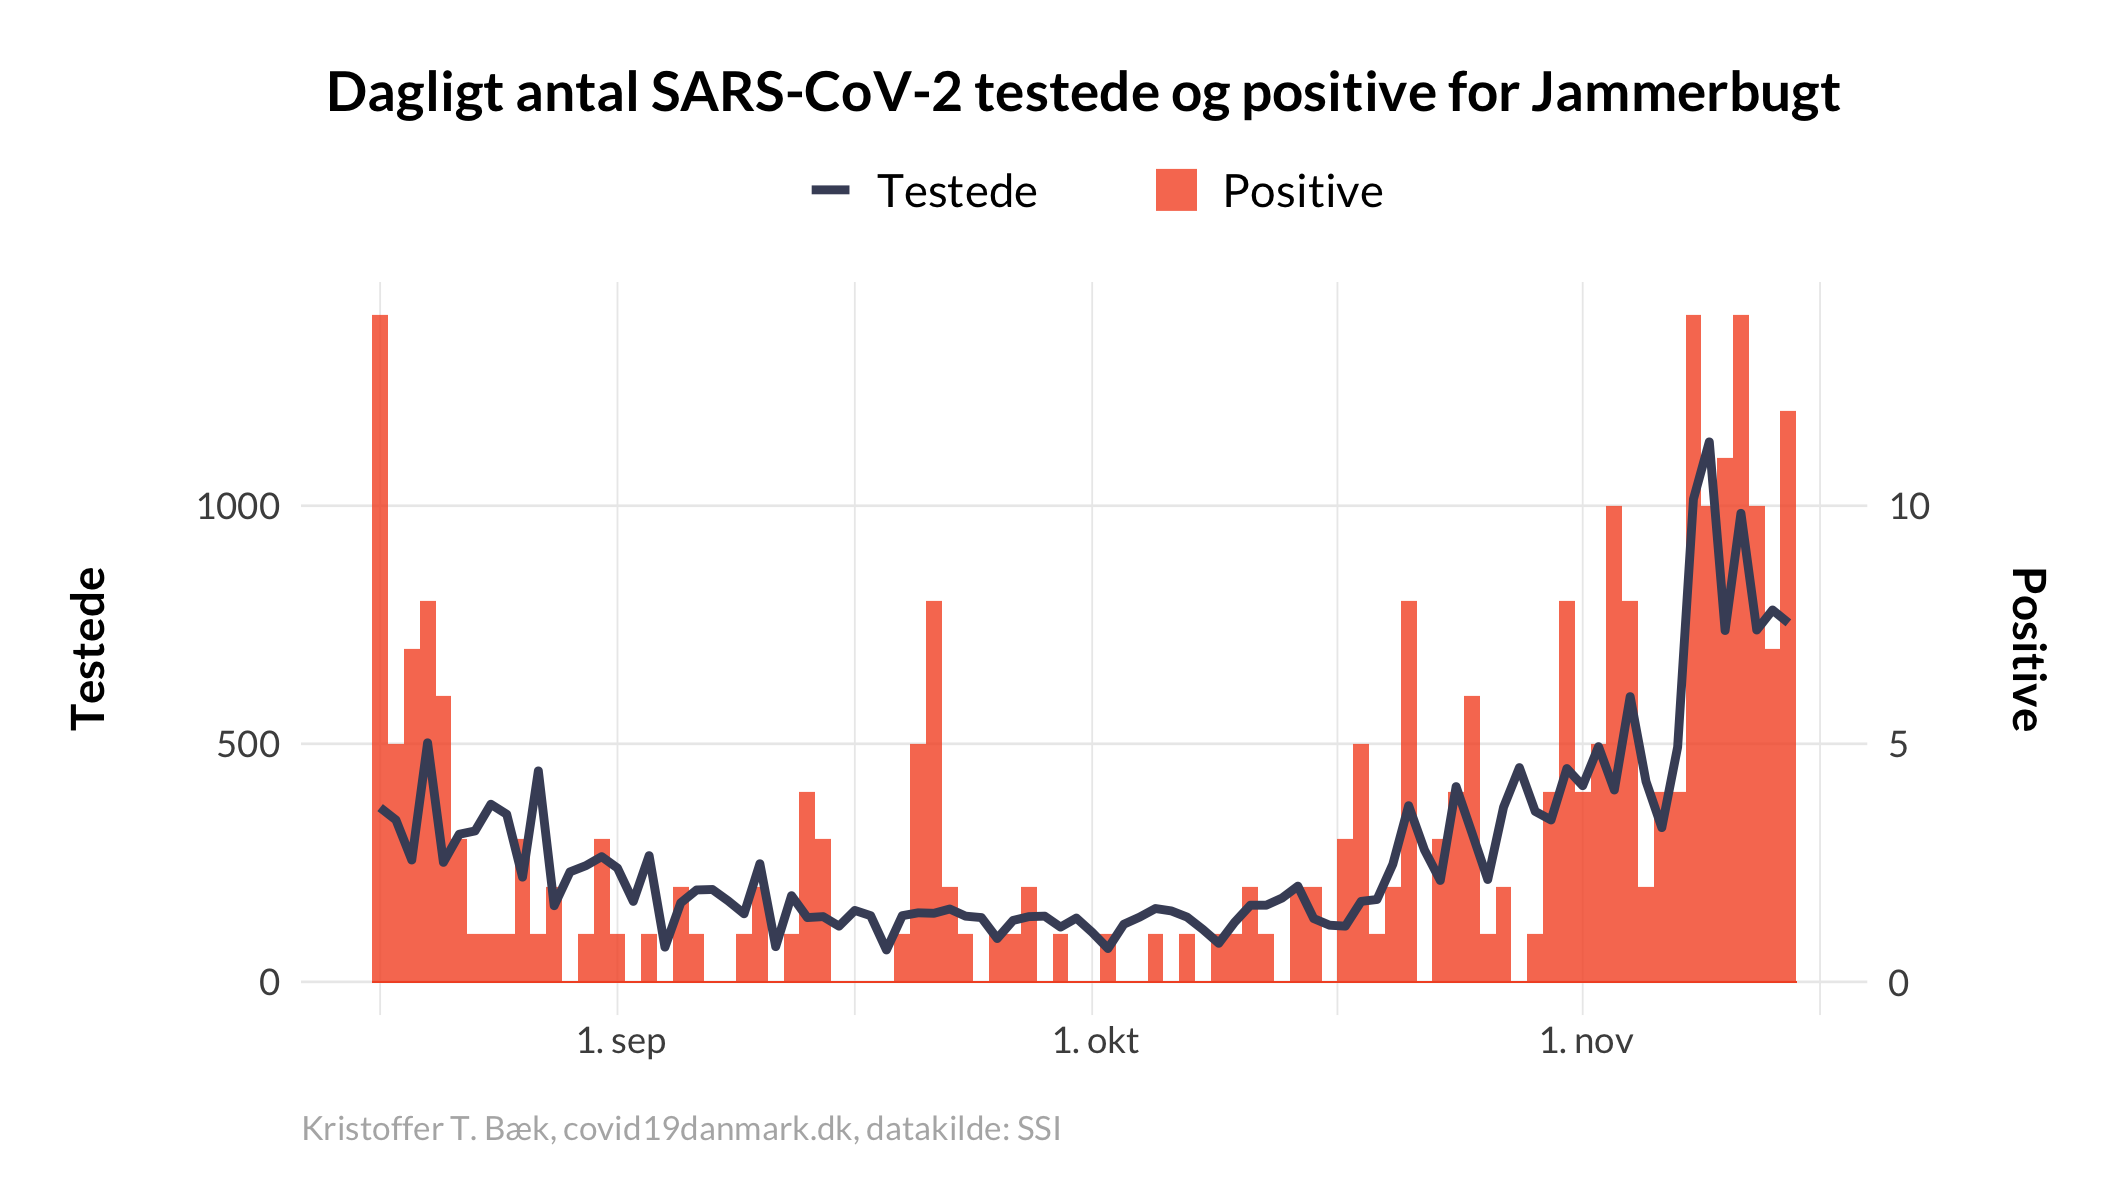 Dagligt antal SARS-CoV-2 testede og positive for Jammerbugt
Testede
Positive
1000
500
0
Testede
10
5
0
Positive
1. sep
1. okt
1. nov
Kristoffer T. Bæk, covid19danmark.dk, datakilde: SSI